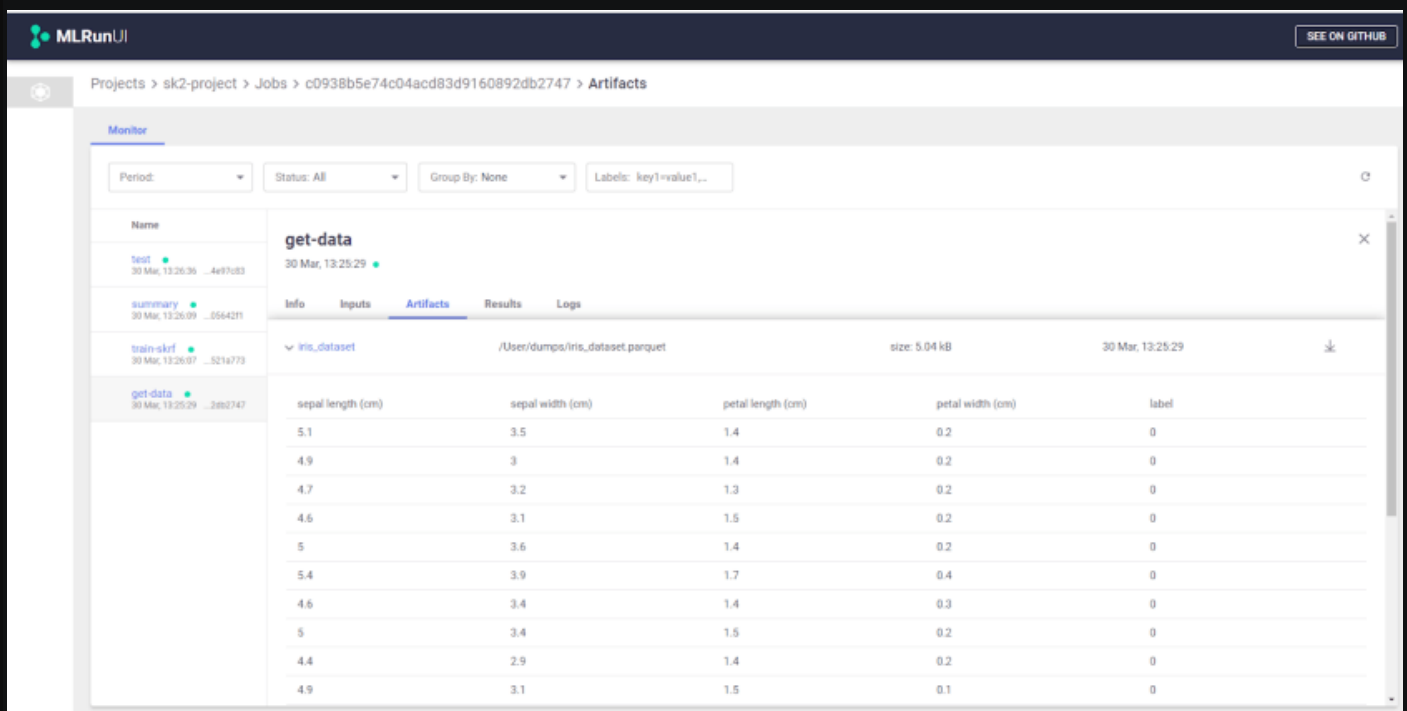 MLRunUI
SEE ON GITHUB
Projects > sk2-project > Jobs > c0938b5e74c04acd83d9160892db2747 > Artifacts
Monitor
Period:
Status: All
Group By: None
Labels: key1=value1,...
Name
test
30 Mar, 13:26:36 ...4e97c83
summary
30 Mar, 13:26:09 ...05642f1
train-skrf
30 Mar, 13:26:07 ...521a773
get-data
30 Mar, 13:25:29 ...2db2747
get-data
30 Mar, 13:25:29
Info Inputs Artifacts Results Logs
iris_dataset /User/dumps/iris_dataset.parquet size: 5.04 kB 30 Mar, 13:25:29
sepal length (cm) sepal width (cm) petal length (cm) petal width (cm) label
5.1 3.5 1.4 0.2 0
4.9 3 1.4 0.2 0
4.7 3.2 1.3 0.2 0
4.6 3.1 1.5 0.2 0
5 3.6 1.4 0.2 0
5.4 3.9 1.7 0.4 0
4.6 3.4 1.4 0.3 0
5 3.4 1.5 0.2 0
4.4 2.9 1.4 0.2 0
4.9 3.1 1.5 0.1 0